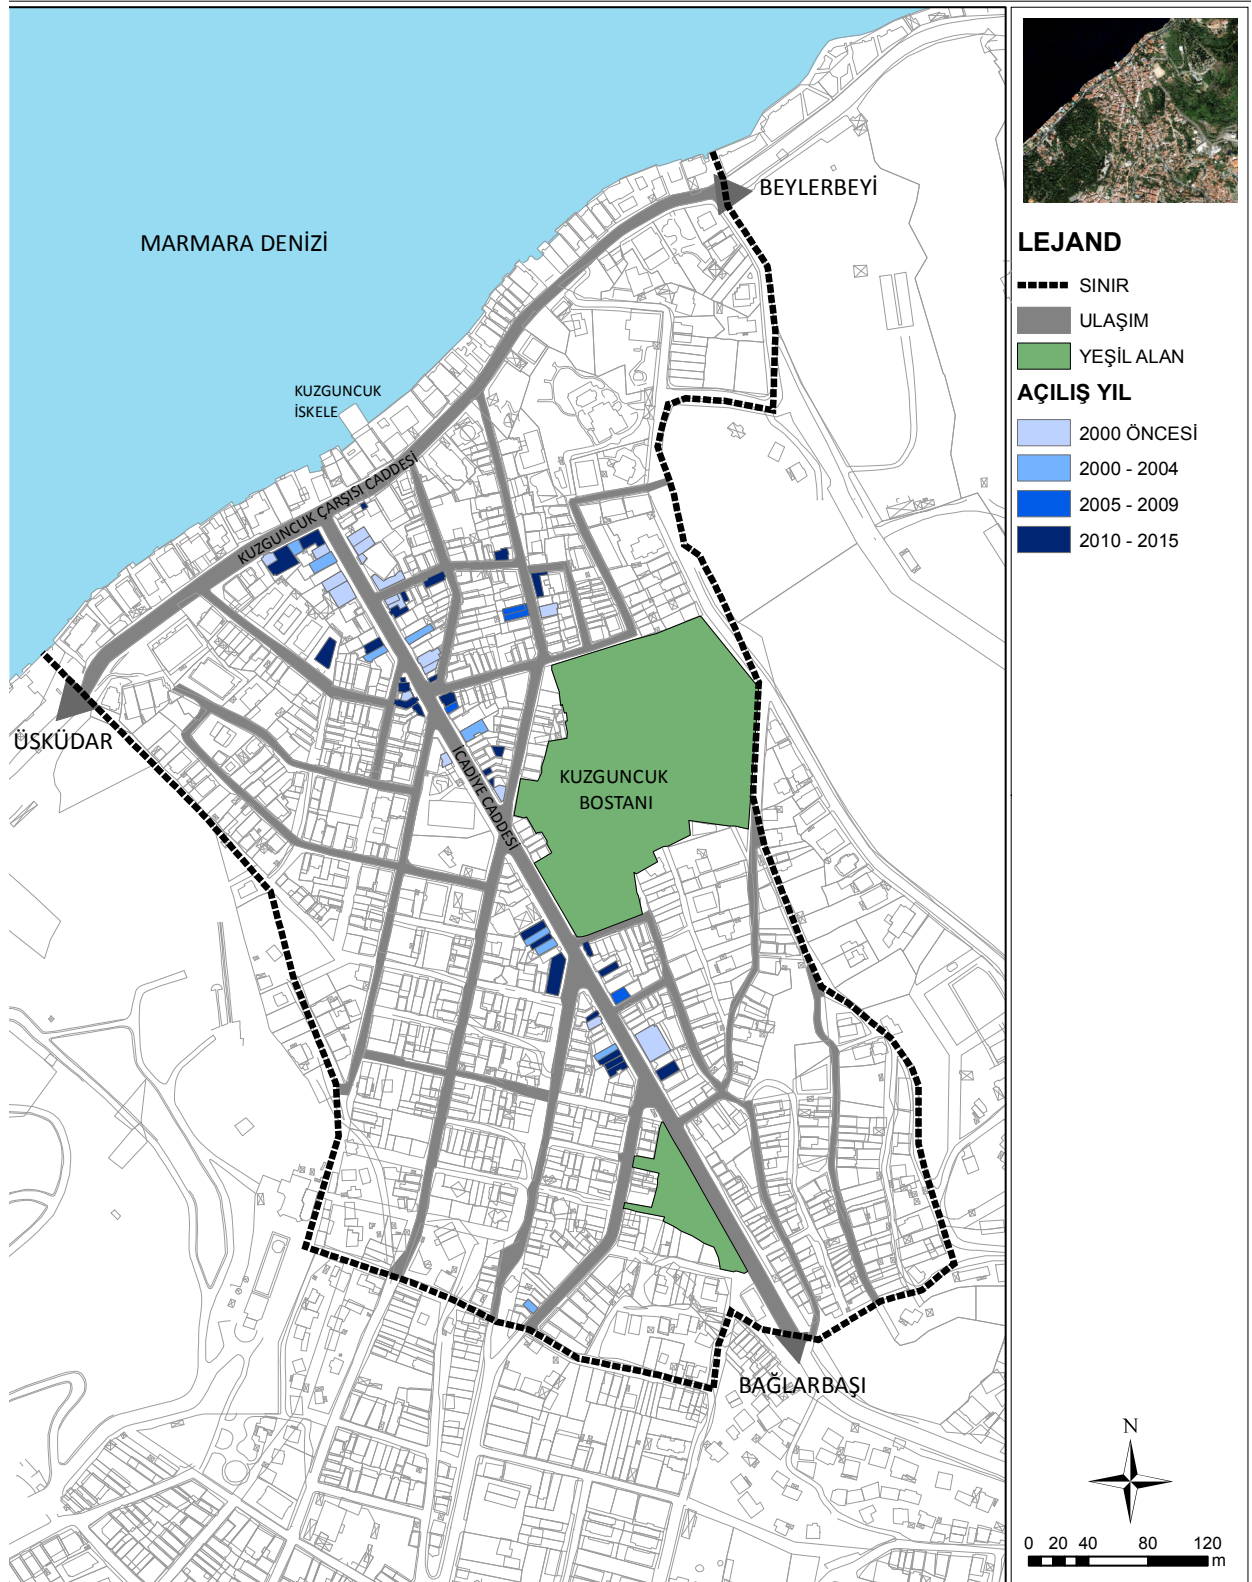 BEYLERBEYİ
MARMARA DENİZİ
KUZGUNCUK
İSKELE
KUZGUNCUK ÇARŞISI CADDESİ
ÜSKÜDAR
İCADİYE CADDESİ
KUZGUNCUK
BOSTANI
BAĞLARBAŞI
LEJAND
SINIR
ULAŞIM
YEŞİL ALAN
AÇILIŞ YIL
2000 ÖNCESİ
2000 - 2004
2005 - 2009
2010 - 2015
N
0 20 40 80 120
m